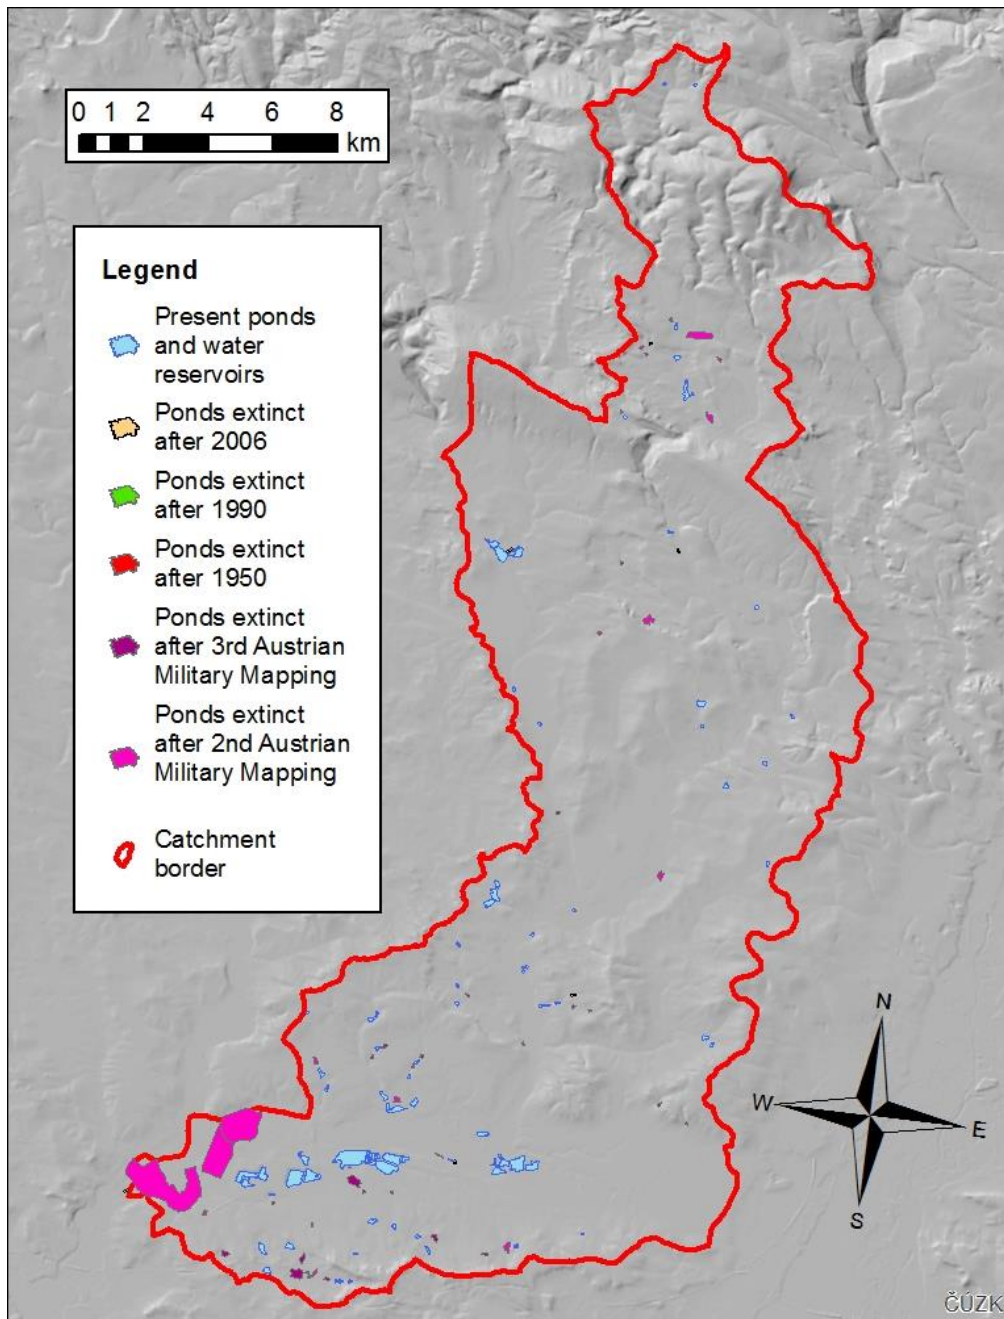 0 1 2 4 6 8
km
Legend
Present ponds
and water
reservoirs
Ponds extinct
after 2006
Ponds extinct
after 1990
Ponds extinct
after 1950
Ponds extinct
after 3rd Austrian
Military Mapping
Ponds extinct
after 2nd Austrian
Military Mapping
Catchment
border
N
W
E
S
ČÚZK